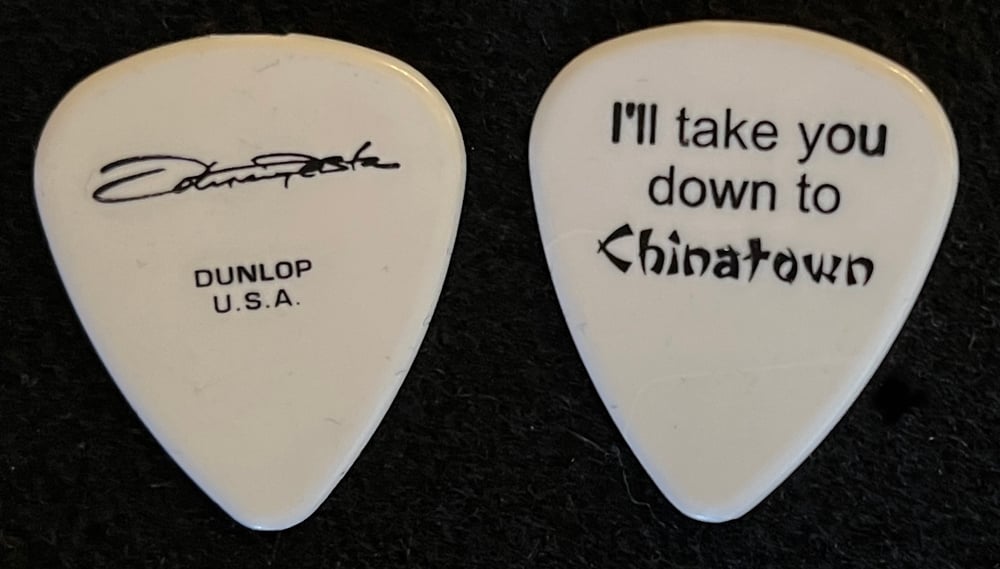 DUNLOP
U.S.A.
I'll take you
down to
Chinatown